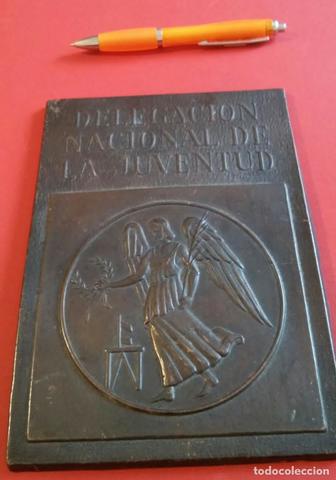 DELEGACION
NACIONAL DE
LA JUVENTUD
todocoleccion